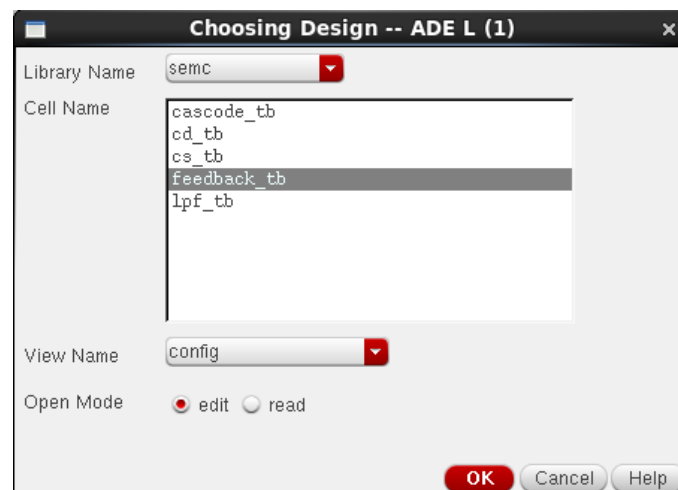 Choosing Design -- ADE L (1)
Library Name semc
Cell Name
cascode_tb
cd_tb
cs_tb
feedback_tb
lpf_tb
View Name config
Open Mode edit read
OK Cancel Help